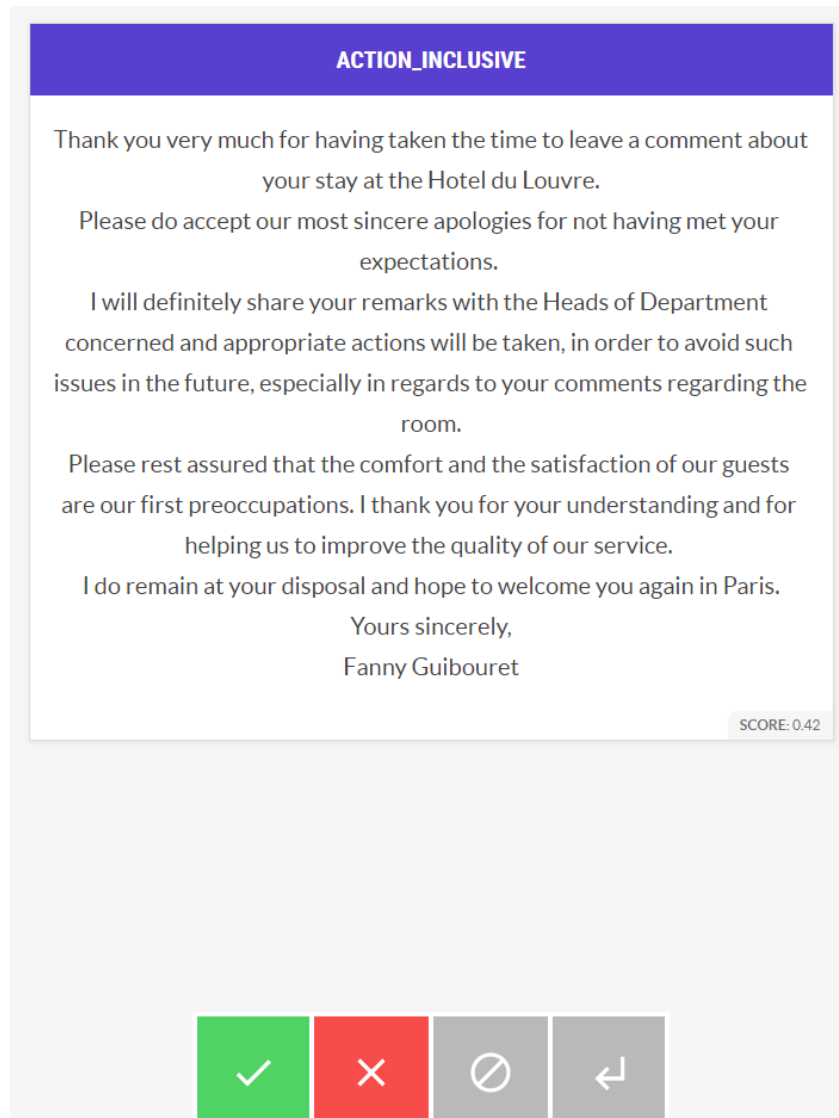 ACTION_INCLUSIVE
Thank you very much for having taken the time to leave a comment about
your stay at the Hotel du Louvre.
Please do accept our most sincere apologies for not having met your
expectations.
I will definitely share your remarks with the Heads of Department
concerned and appropriate actions will be taken, in order to avoid such
issues in the future, especially in regards to your comments regarding the
room.
Please rest assured that the comfort and the satisfaction of our guests
are our first preoccupations. I thank you for your understanding and for
helping us to improve the quality of our service.
I do remain at your disposal and hope to welcome you again in Paris.
Yours sincerely,
Fanny Guibouret
SCORE: 0.42